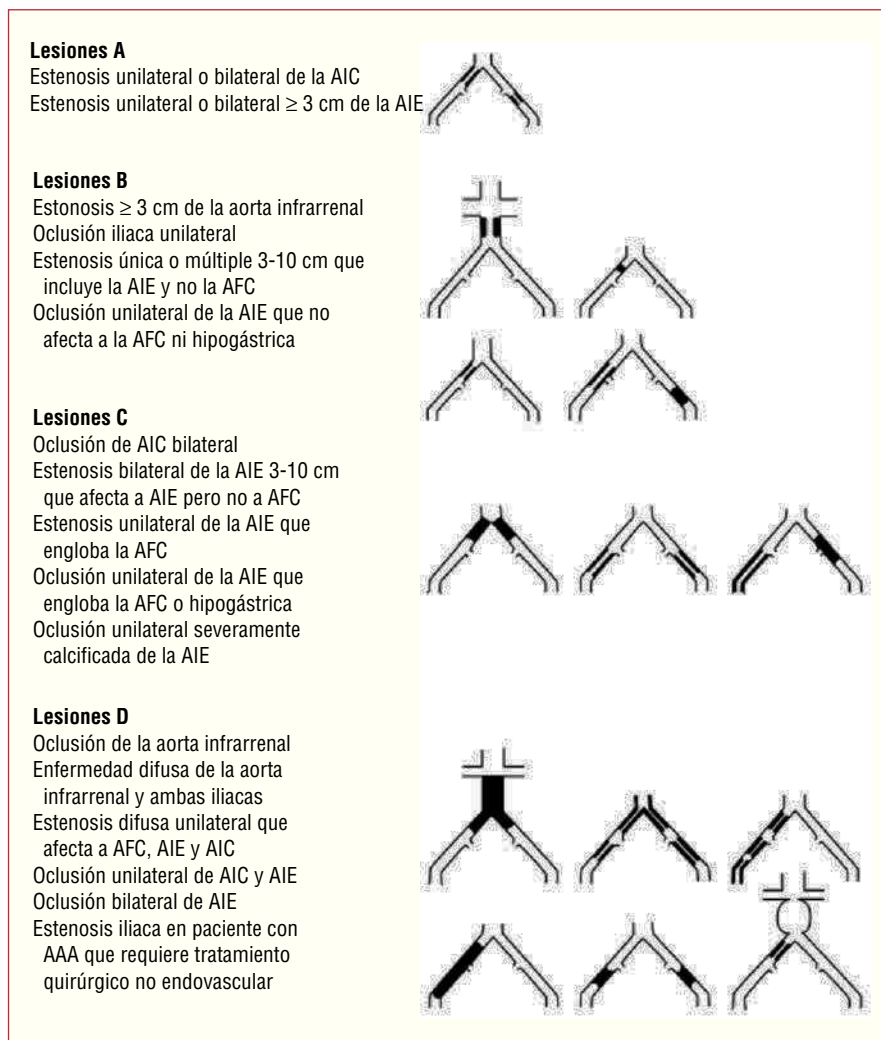 Lesiones A
Estenosis unilateral o bilateral de la AIC
Estenosis unilateral o bilateral ≥ 3 cm de la AIE
Lesiones B
Estonosis ≥ 3 cm de la aorta infrarrenal
Oclusión iliaca unilateral
Estenosis única o múltiple 3-10 cm que
incluye la AIE y no la AFC
Oclusión unilateral de la AIE que no
afecta a la AFC ni hipogástrica
Lesiones C
Oclusión de AIC bilateral
Estenosis bilateral de la AIE 3-10 cm
que afecta a AIE pero no a AFC
Estenosis unilateral de la AIE que
engloba la AFC
Oclusión unilateral de la AIE que
engloba la AFC o hipogástrica
Oclusión unilateral severamente
calcificada de la AIE
Lesiones D
Oclusión de la aorta infrarrenal
Enfermedad difusa de la aorta
infrarrenal y ambas iliacas
Estenosis difusa unilateral que
afecta a AFC, AIE y AIC
Oclusión unilateral de AIC y AIE
Oclusión bilateral de AIE
Estenosis iliaca en paciente con
AAA que requiere tratamiento
quirúrgico no endovascular